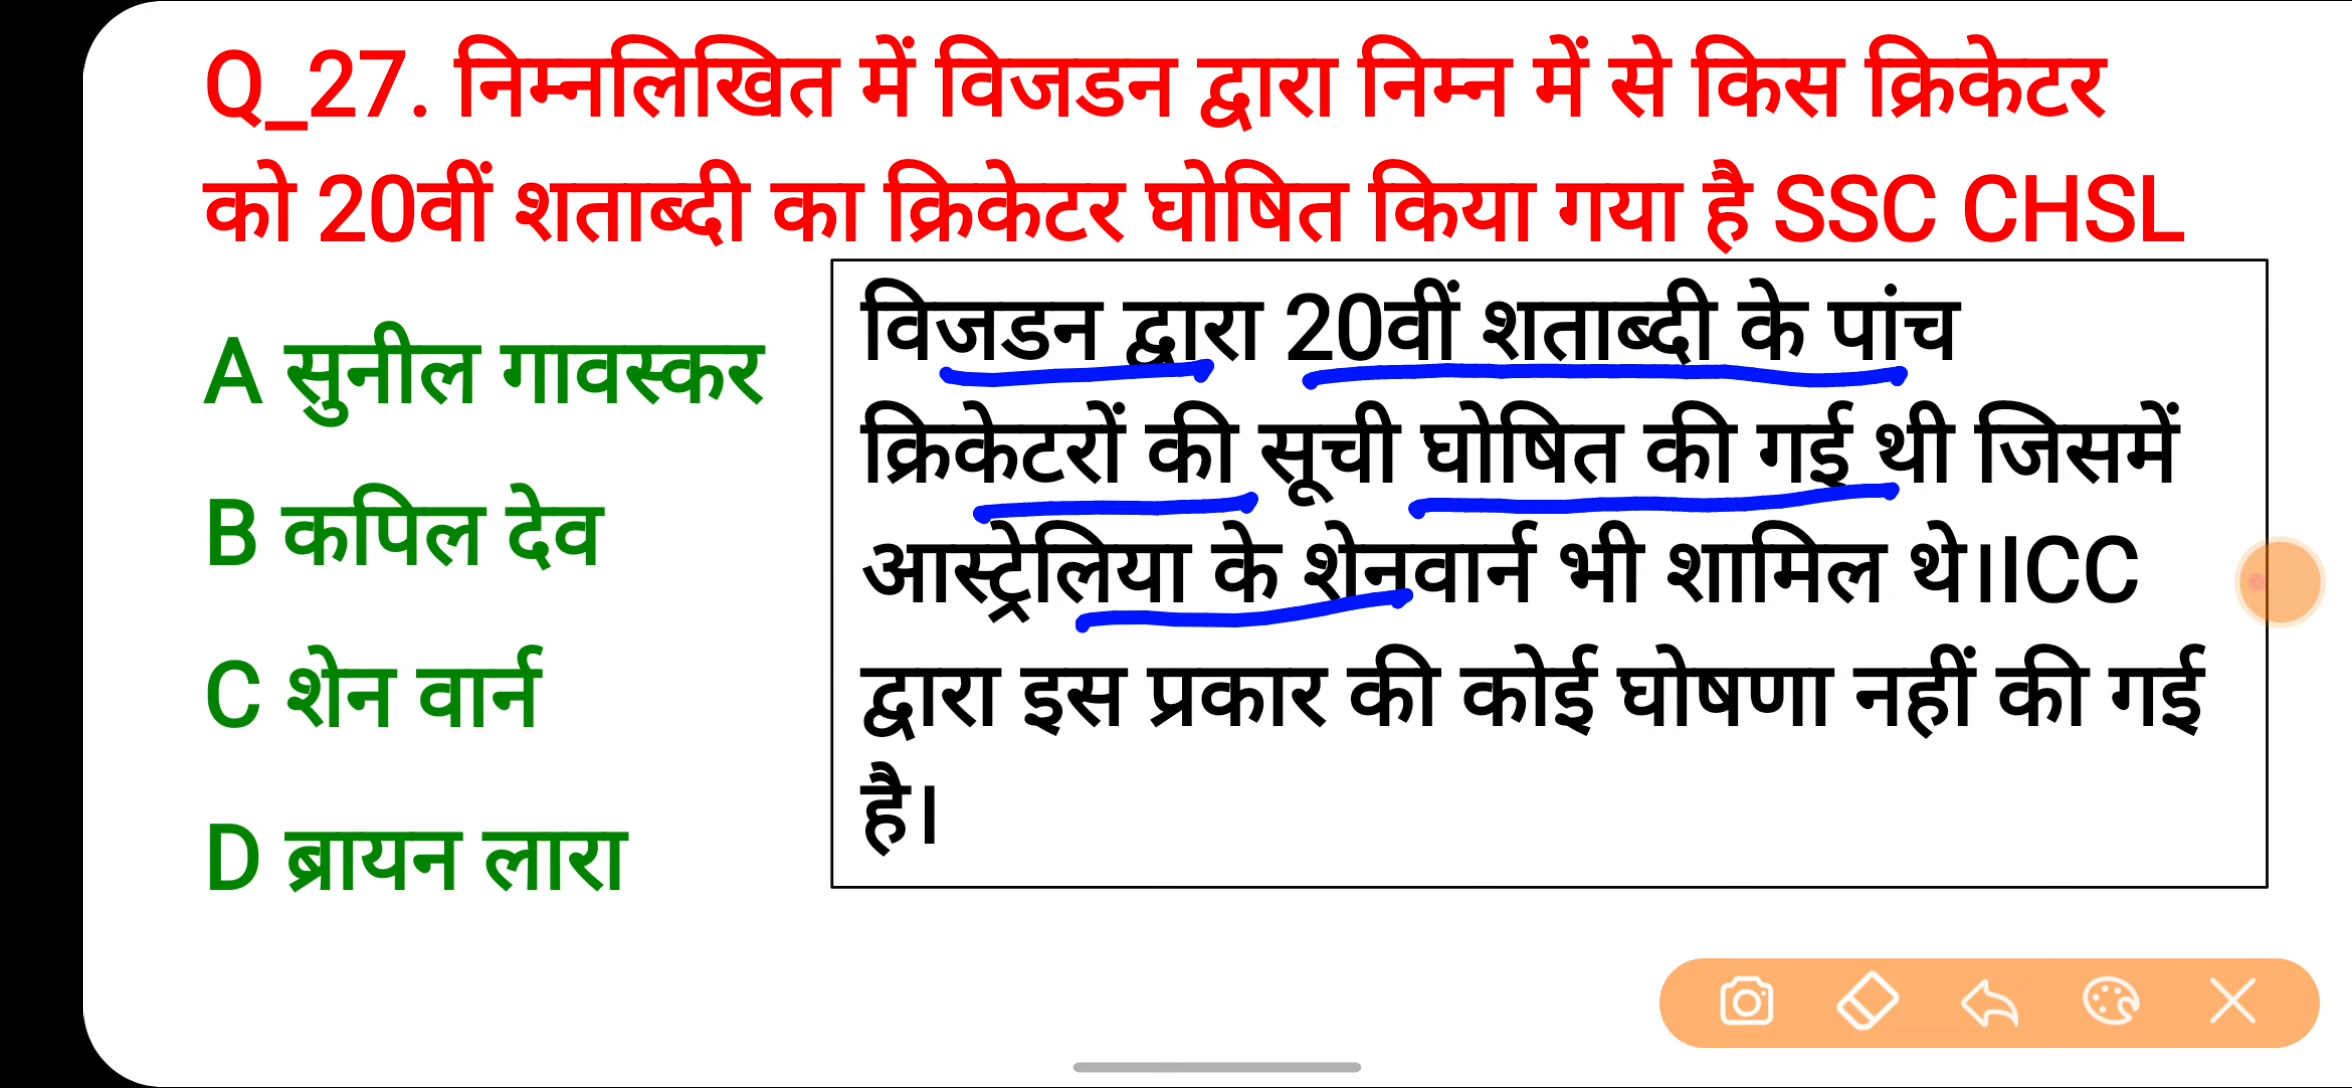 Q_27. निम्नलिखित में विजडन द्वारा निम्न में से किस क्रिकेटर
को 20वीं शताब्दी का क्रिकेटर घोषित किया गया है SSC CHSL
A सुनील गावस्कर
B कपिल देव
C शेन वार्न
D ब्रायन लारा
विजडन द्वारा 20वीं शताब्दी के पांच
क्रिकेटरों की सूची घोषित की गई थी जिसमें
आस्ट्रेलिया के शेनवार्न भी शामिल थे।ICC
द्वारा इस प्रकार की कोई घोषणा नहीं की गई
है।